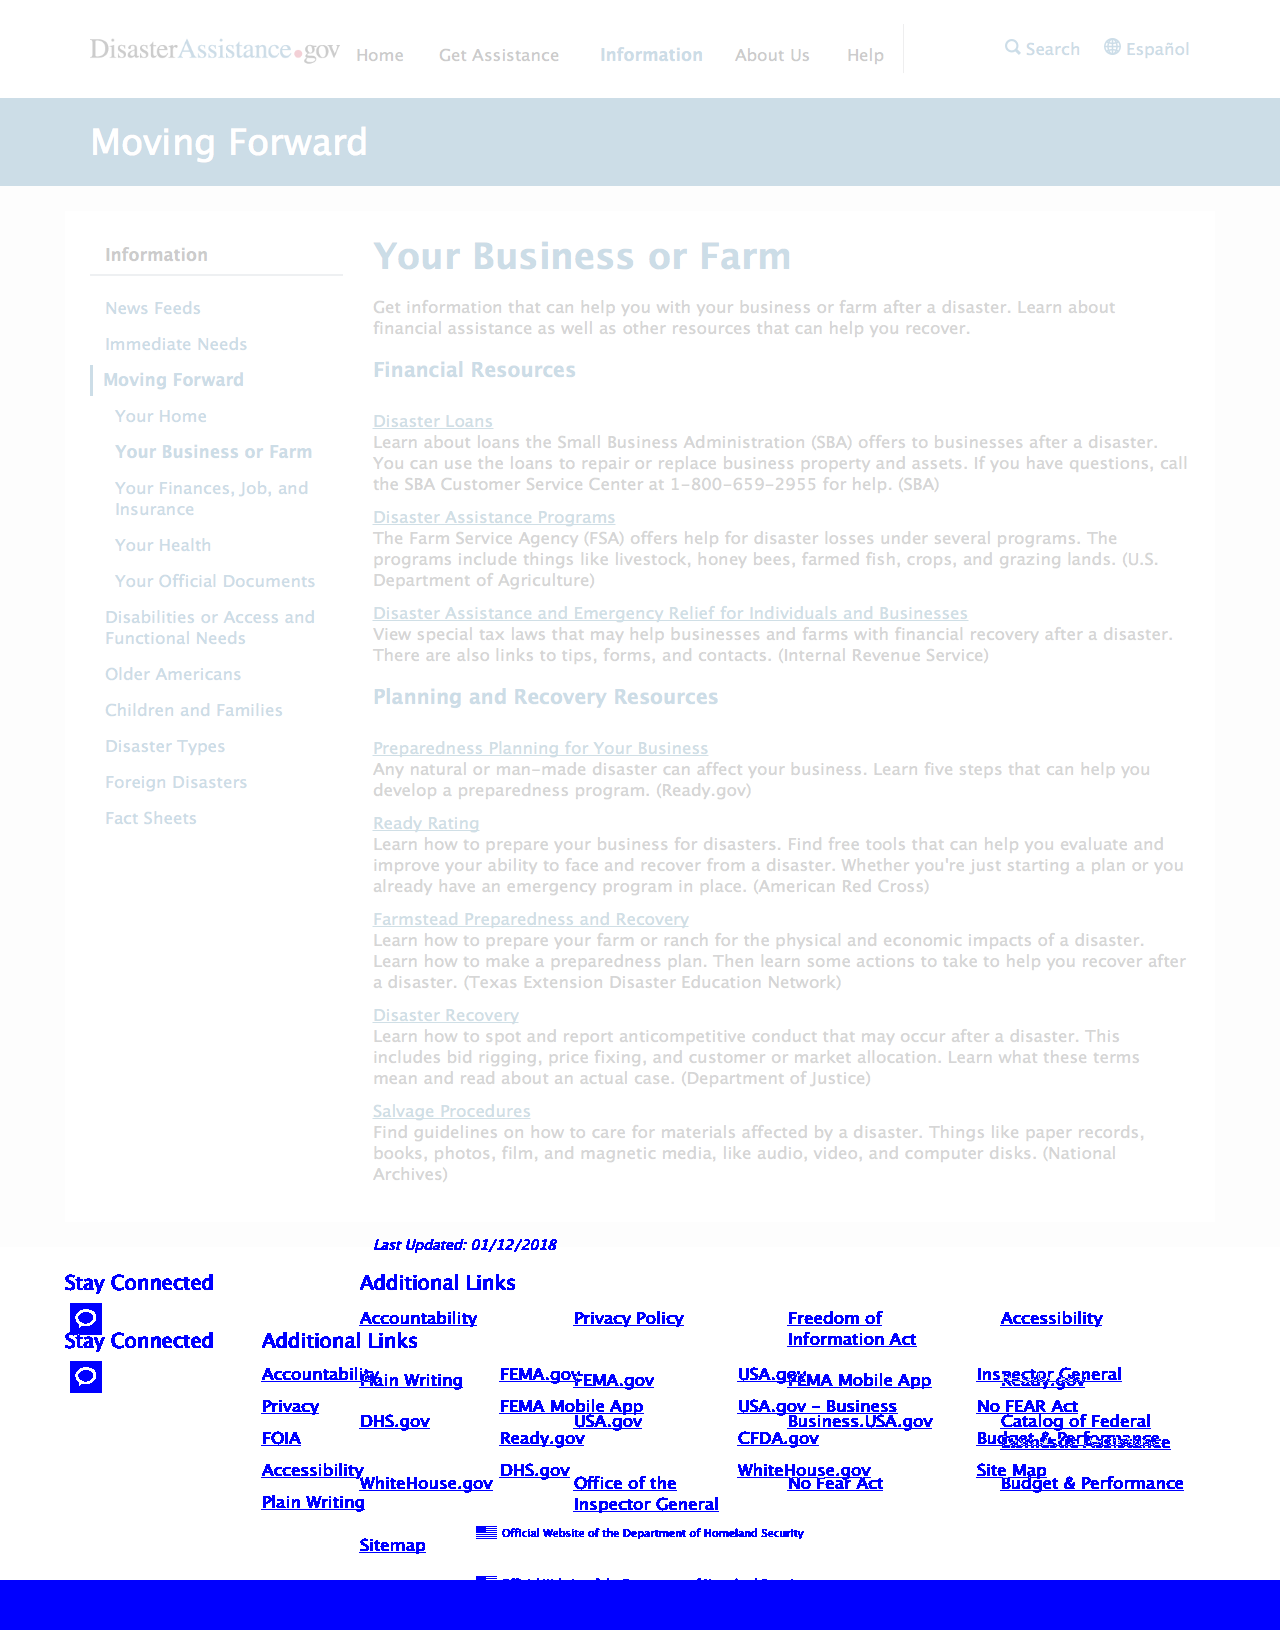 DisasterAssistance.gov Home Get Assistance Information About Us Help Search Español
Moving Forward
Information
News Feeds
Immediate Needs
Moving Forward
Your Home
Your Business or Farm
Your Finances, Job, and
Insurance
Your Health
Your Official Documents
Disabilities or Access and
Functional Needs
Older Americans
Children and Families
Disaster Types
Foreign Disasters
Fact Sheets
Your Business or Farm
Get information that can help you with your business or farm after a disaster. Learn about
financial assistance as well as other resources that can help you recover.
Financial Resources
Disaster Loans
Learn about loans the Small Business Administration (SBA) offers to businesses after a disaster.
You can use the loans to repair or replace business property and assets. If you have questions, call
the SBA Customer Service Center at 1-800-659-2955 for help. (SBA)
Disaster Assistance Programs
The Farm Service Agency (FSA) offers help for disaster losses under several programs. The
programs include things like livestock, honey bees, farmed fish, crops, and grazing lands. (U.S.
Department of Agriculture)
Disaster Assistance and Emergency Relief for Individuals and Businesses
View special tax laws that may help businesses and farms with financial recovery after a disaster.
There are also links to tips, forms, and contacts. (Internal Revenue Service)
Planning and Recovery Resources
Preparedness Planning for Your Business
Any natural or man-made disaster can affect your business. Learn five steps that can help you
develop a preparedness program. (Ready.gov)
Ready Rating
Learn how to prepare your business for disasters. Find free tools that can help you evaluate and
improve your ability to face and recover from a disaster. Whether you're just starting a plan or you
already have an emergency program in place. (American Red Cross)
Farmstead Preparedness and Recovery
Learn how to prepare your farm or ranch for the physical and economic impacts of a disaster.
Learn how to make a preparedness plan. Then learn some actions to take to help you recover after
a disaster. (Texas Extension Disaster Education Network)
Disaster Recovery
Learn how to spot and report anticompetitive conduct that may occur after a disaster. This
includes bid rigging, price fixing, and customer or market allocation. Learn what these terms
mean and read about an actual case. (Department of Justice)
Salvage Procedures
Find guidelines on how to care for materials affected by a disaster. Things like paper records,
books, photos, film, and magnetic media, like audio, video, and computer disks. (National
Archives)
Last Updated: 01/12/2018
Stay Connected Additional Links
Accountability Privacy Policy Freedom of Accessibility
Information Act
Stay Connected Additional Links
Accountability FEMA.gov USA.gov Inspector General
Plain Writing FEMA.gov FEMA Mobile App Ready.gov
Privacy FEMA Mobile App USA.gov - Business No FEAR Act
DHS.gov USA.gov Business.USA.gov Catalog of Federal
Domestic Assistance
FOIA Ready.gov CFDA.gov Budget & Performance
Accessibility DHS.gov WhiteHouse.gov Site Map
WhiteHouse.gov Office of the No Fear Act Budget & Performance
Inspector General
Plain Writing
Official Website of the Department of Homeland Security
Sitemap